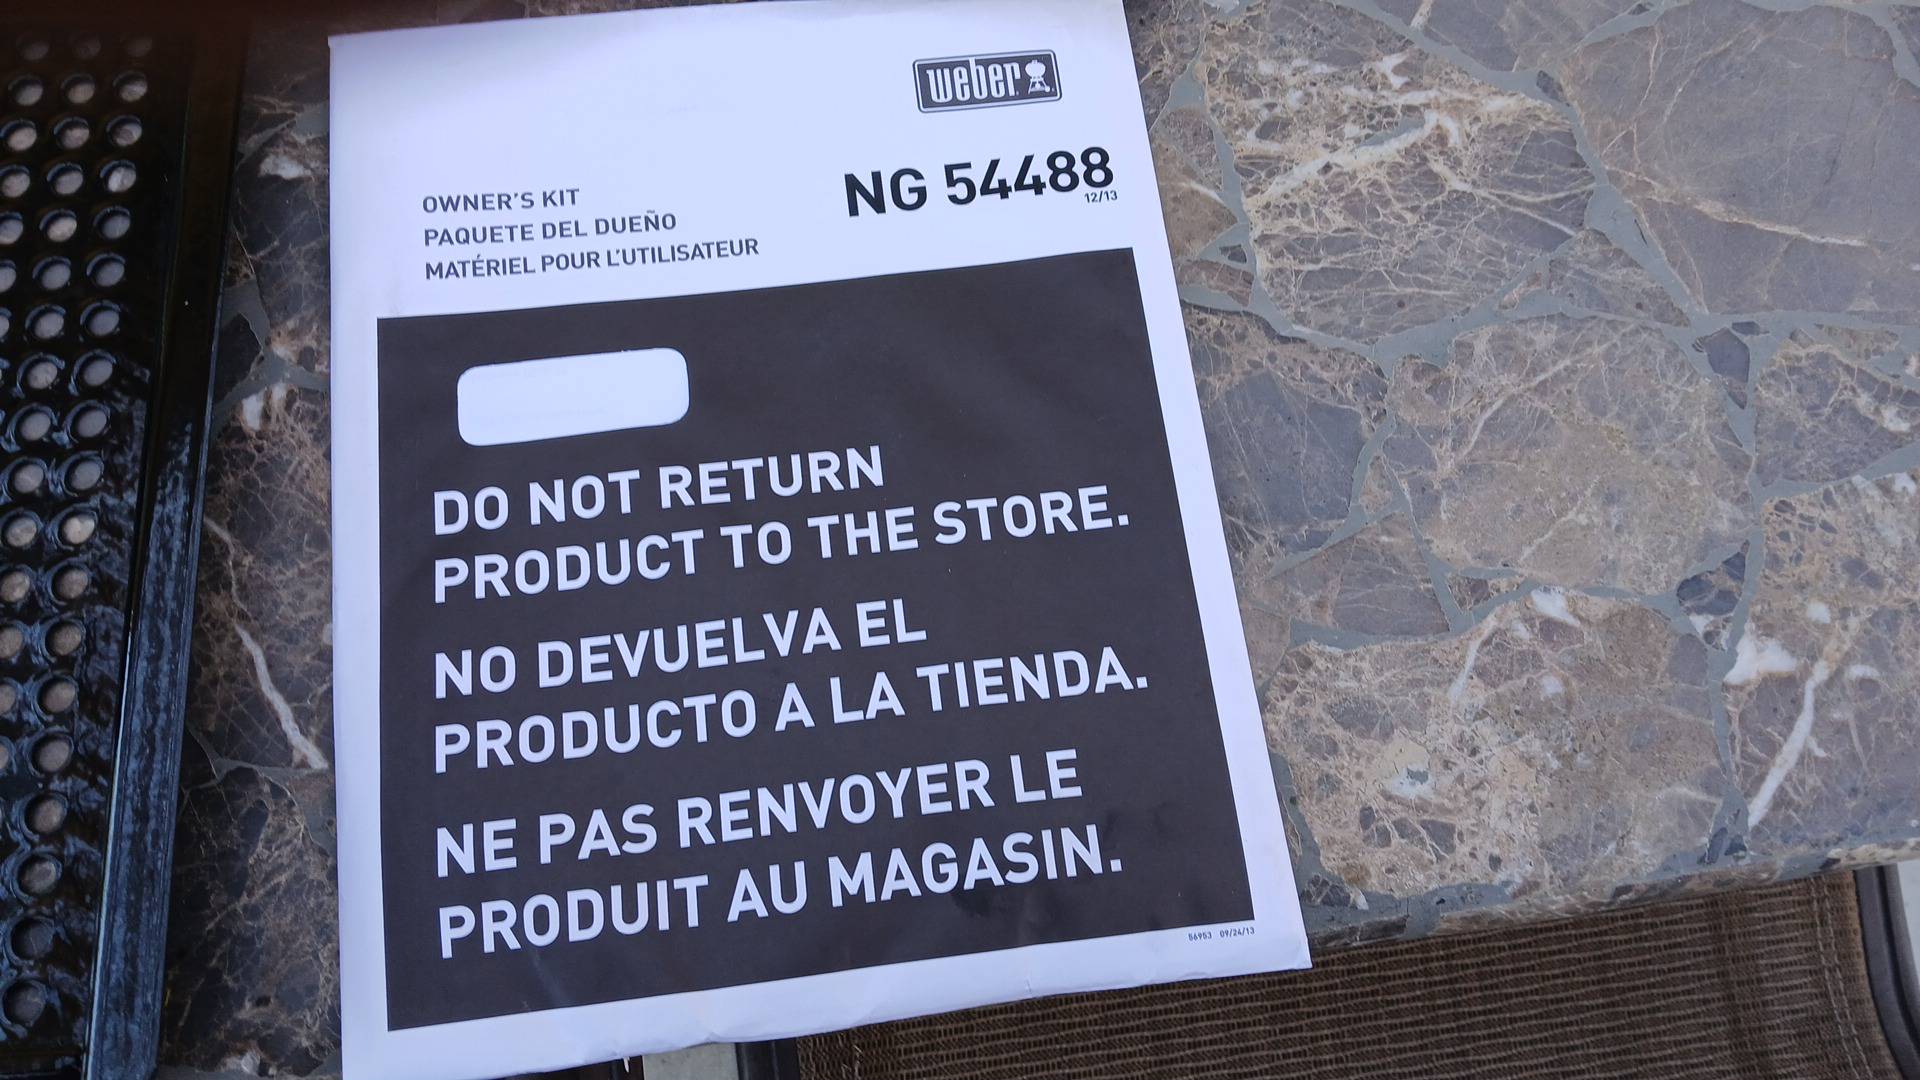 weber
NG 54488
12/13
OWNER'S KIT
PAQUETE DEL DUEÑO
MATÉRIEL POUR L'UTILISATEUR
DO NOT RETURN
PRODUCT TO THE STORE.
NO DEVUELVA EL
PRODUCTO A LA TIENDA.
NE PAS RENVOYER LE
PRODUIT AU MAGASIN.
56953 09/24/13